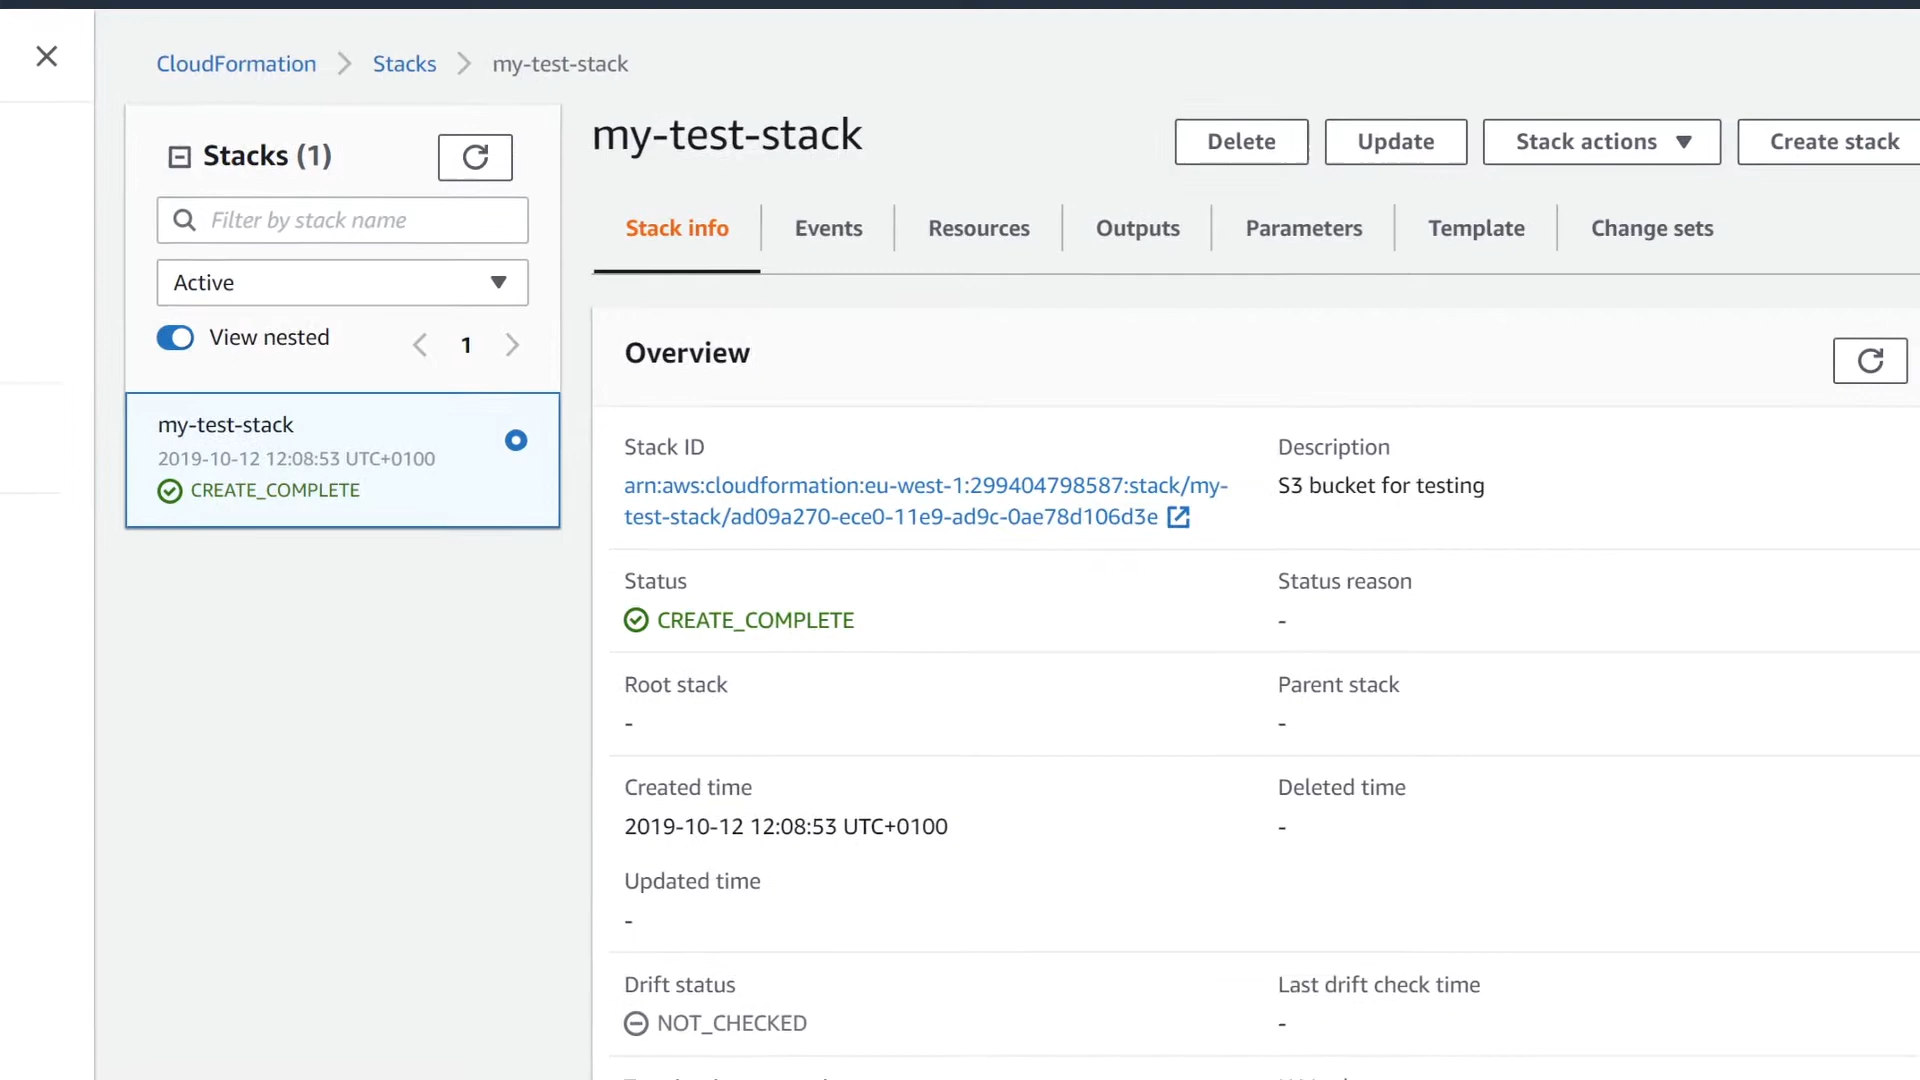 CloudFormation > Stacks > my-test-stack
Stacks (1)
Filter by stack name
Active
View nested
1
my-test-stack
2019-10-12 12:08:53 UTC+0100
CREATE_COMPLETE
my-test-stack
Delete
Update
Stack actions
Create stack
Stack info
Events
Resources
Outputs
Parameters
Template
Change sets
Overview
Stack ID
arn:aws:cloudformation:eu-west-1:299404798587:stack/my-
test-stack/ad09a270-ece0-11e9-ad9c-0ae78d106d3e
Description
S3 bucket for testing
Status
CREATE_COMPLETE
Status reason
-
Root stack
-
Parent stack
-
Created time
2019-10-12 12:08:53 UTC+0100
Deleted time
-
Updated time
-
Drift status
NOT_CHECKED
Last drift check time
-